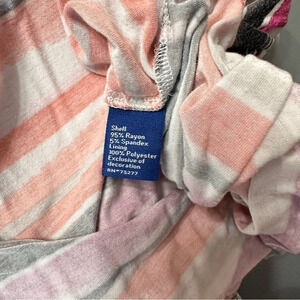 Shell
95% Rayon
5% Spandex
Lining
100% Polyester
Exclusive of
decoration
RN#75277